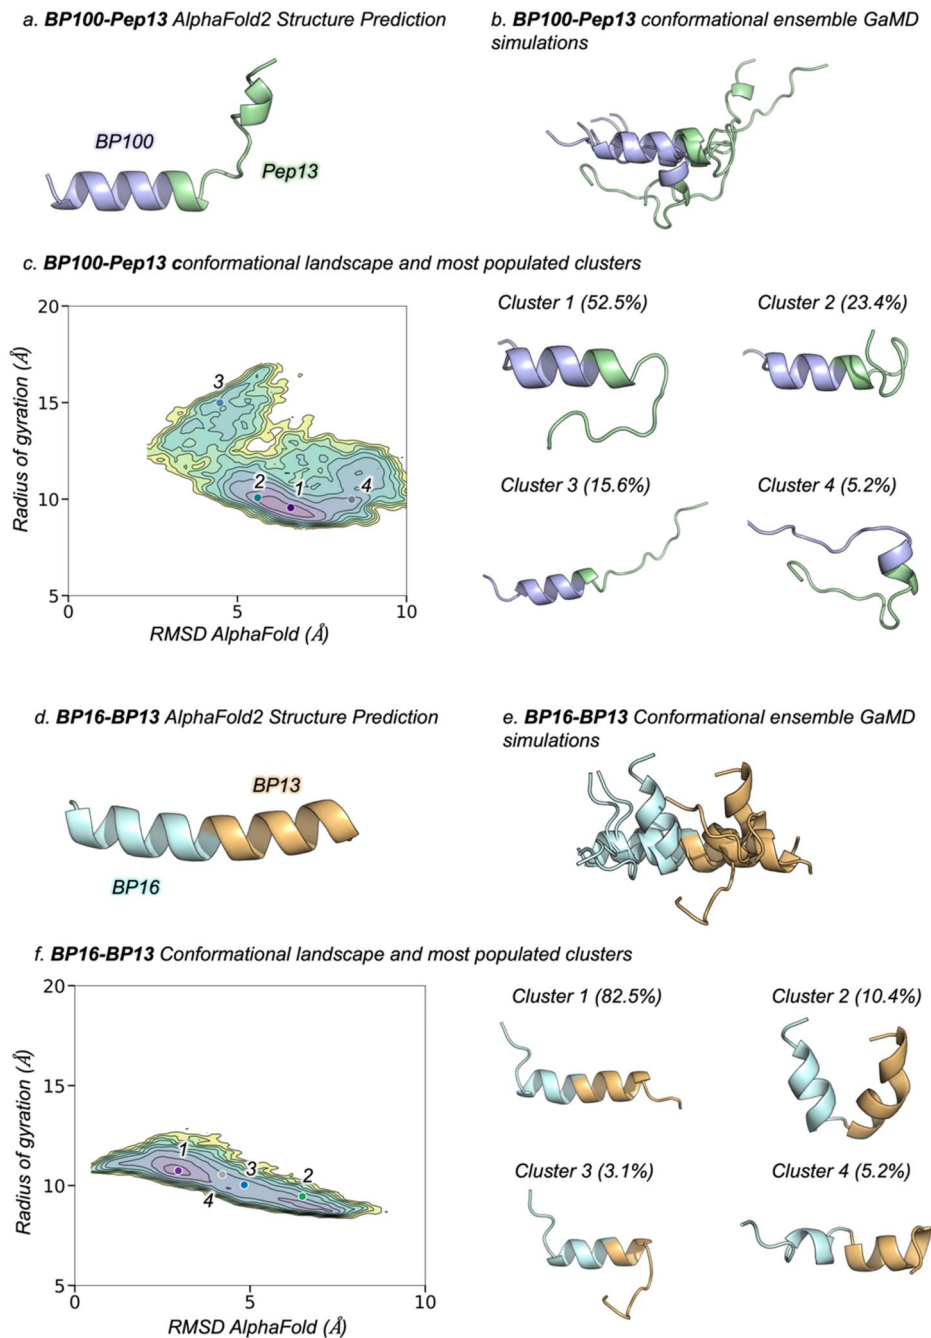 a. BP100-Pep13 AlphaFold2 Structure Prediction
b. BP100-Pep13 conformational ensemble GaMD
simulations
BP100
Pep13
c. BP100-Pep13 conformational landscape and most populated clusters
20
15
10
5
Radius of gyration (Å)
3
2
1
4
0
5
10
RMSD AlphaFold (Å)
Cluster 1 (52.5%)
Cluster 2 (23.4%)
Cluster 3 (15.6%)
Cluster 4 (5.2%)
d. BP16-BP13 AlphaFold2 Structure Prediction
e. BP16-BP13 Conformational ensemble GaMD
simulations
BP13
BP16
f. BP16-BP13 Conformational landscape and most populated clusters
20
15
10
5
Radius of gyration (Å)
1
3
2
4
0
5
10
RMSD AlphaFold (Å)
Cluster 1 (82.5%)
Cluster 2 (10.4%)
Cluster 3 (3.1%)
Cluster 4 (5.2%)